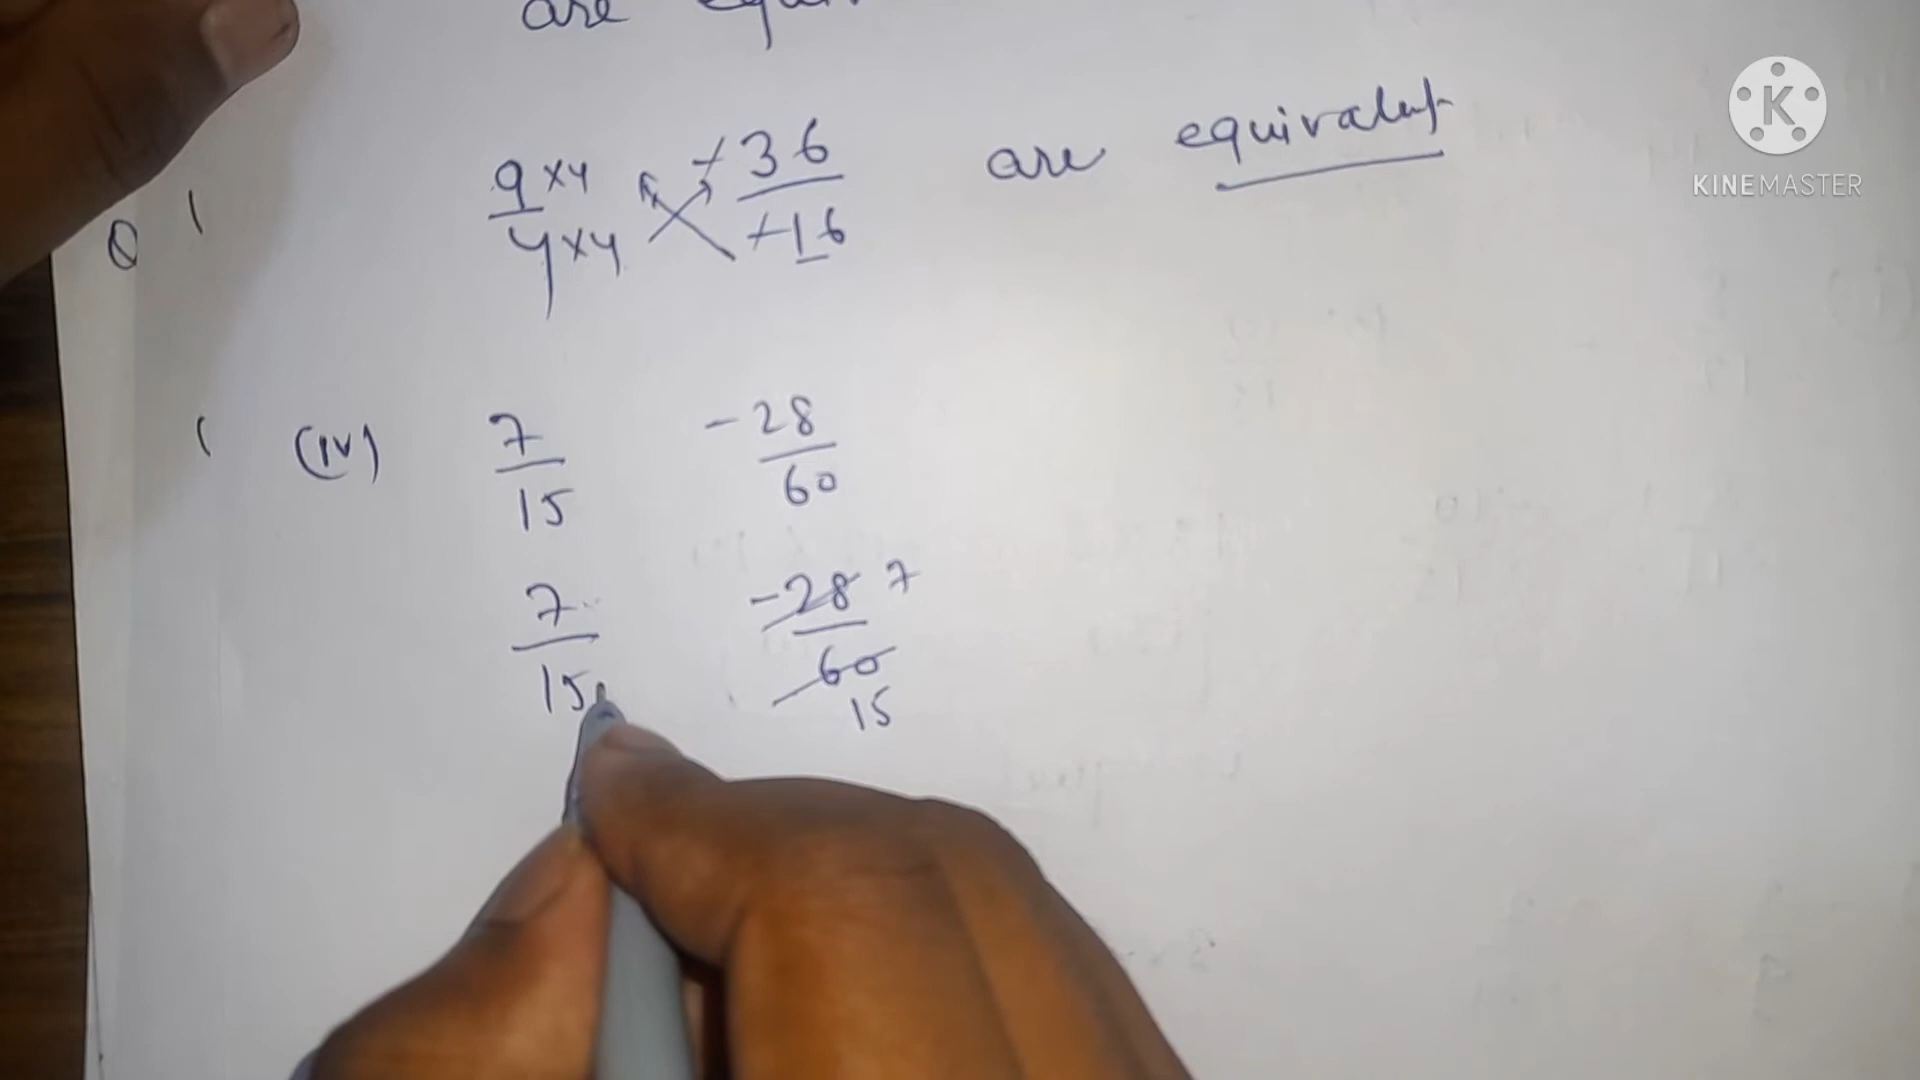 are equi
9×4 / 4×4 -36 / -16 are equivalent
Q 1
( (iv) 7/15 -28/60
7/15 -28/60 7 15
K
KINEMASTER